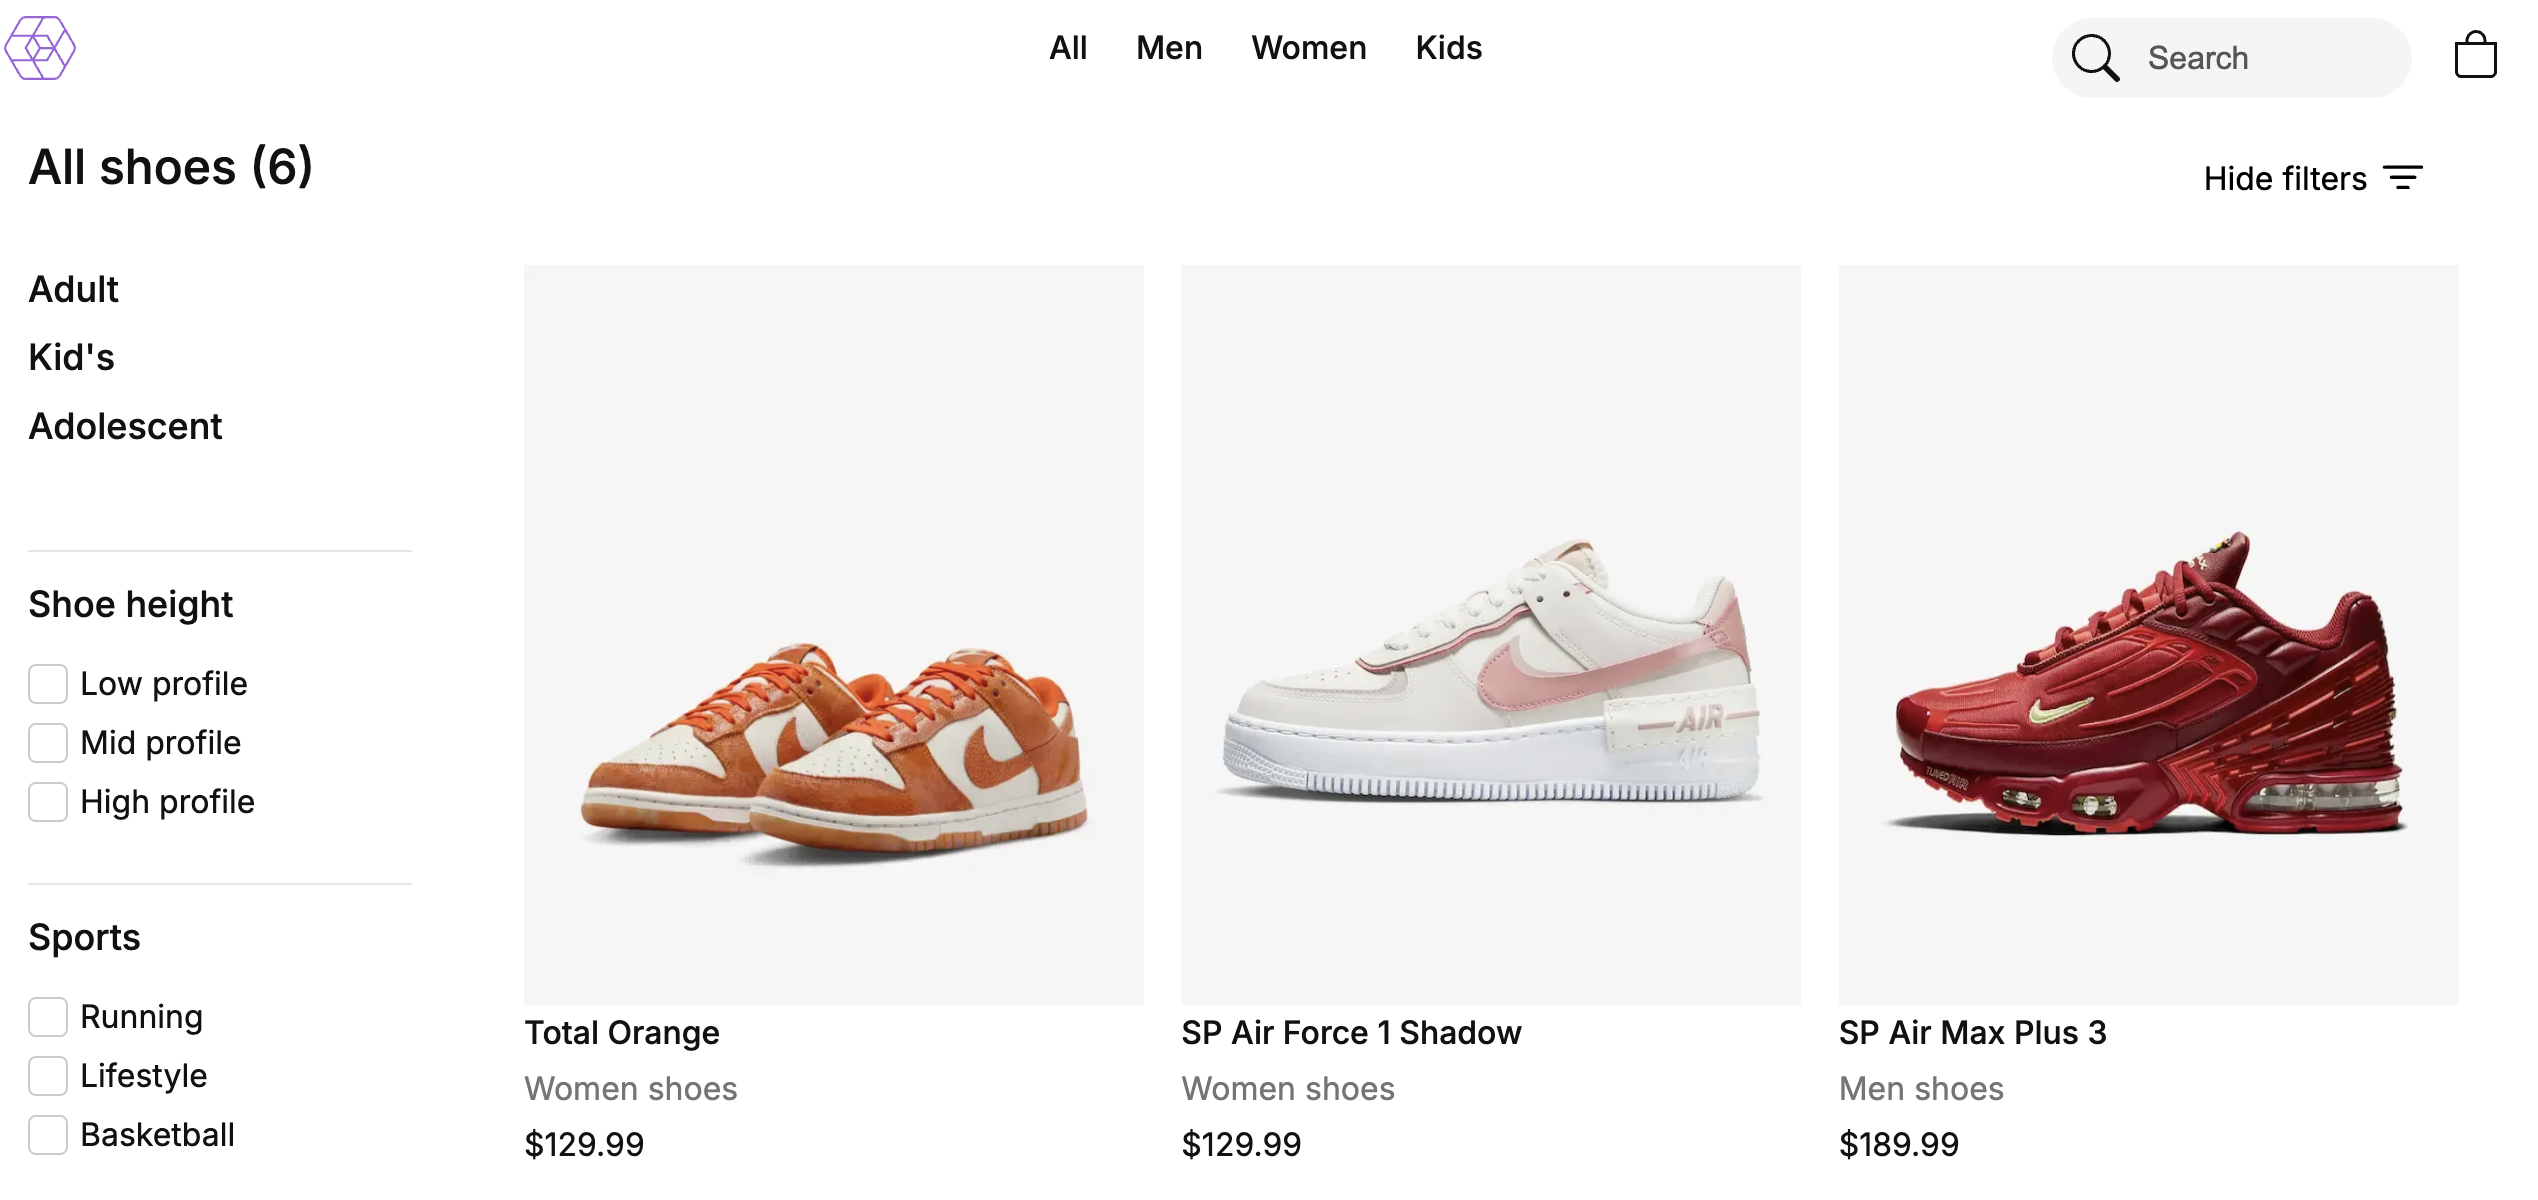 All
Men
Women
Kids
Search
All shoes (6)
Hide filters
Adult
Kid's
Adolescent
Shoe height
Low profile
Mid profile
High profile
Sports
Running
Lifestyle
Basketball
AIR
Total Orange
Women shoes
$129.99
SP Air Force 1 Shadow
Women shoes
$129.99
SP Air Max Plus 3
Men shoes
$189.99